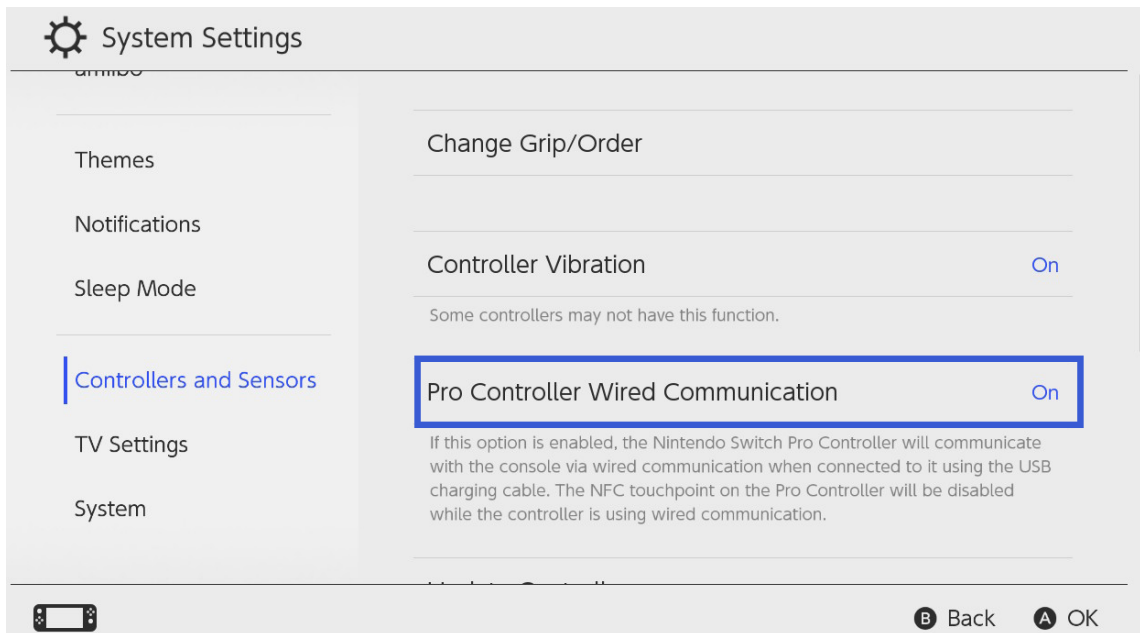 System Settings
amiibo
Themes
Notifications
Sleep Mode
Controllers and Sensors
TV Settings
System
Change Grip/Order
Controller Vibration On
Some controllers may not have this function.
Pro Controller Wired Communication On
If this option is enabled, the Nintendo Switch Pro Controller will communicate
with the console via wired communication when connected to it using the USB
charging cable. The NFC touchpoint on the Pro Controller will be disabled
while the controller is using wired communication.
B Back A OK